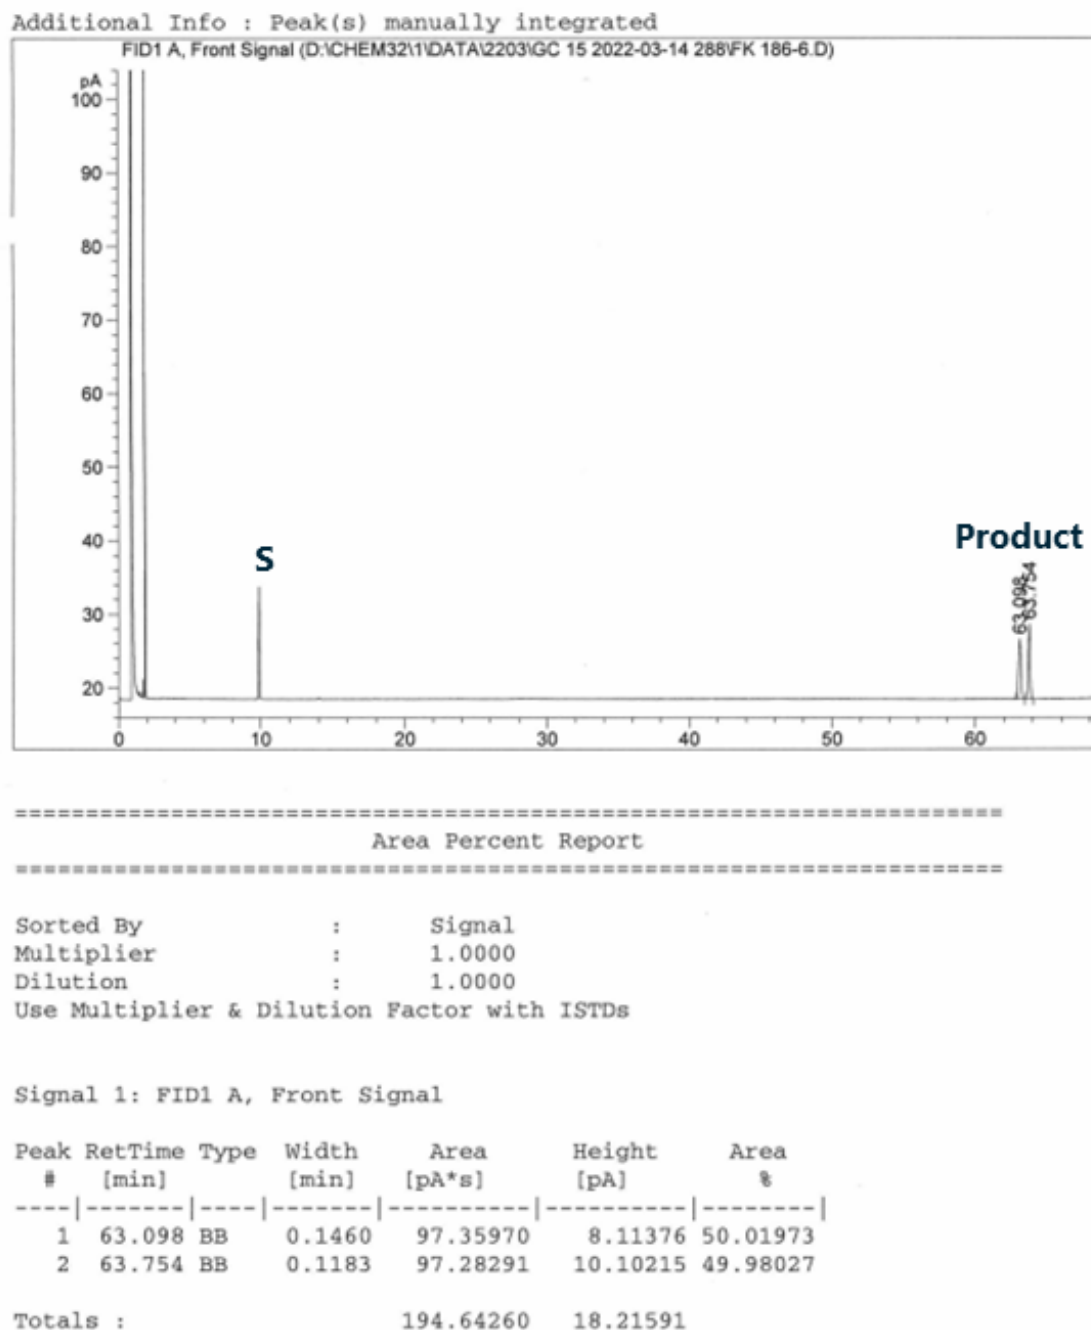 Additional Info : Peak(s) manually integrated
FID1 A, Front Signal (D:\CHEM32\1\DATA\2203\GC 15 2022-03-14 288\FK 186-6.D)
pA
100
90
80
70
60
50
40
30
20
S
Product
63.098
63.754
0 10 20 30 40 50 60
=====================================================================
Area Percent Report
=====================================================================
Sorted By : Signal
Multiplier : 1.0000
Dilution : 1.0000
Use Multiplier & Dilution Factor with ISTDs
Signal 1: FID1 A, Front Signal
Peak RetTime Type Width Area Height Area
# [min] [min] [pA*s] [pA] %
----|-------|----|-------|----------|----------|--------|
1 63.098 BB 0.1460 97.35970 8.11376 50.01973
2 63.754 BB 0.1183 97.28291 10.10215 49.98027
Totals : 194.64260 18.21591